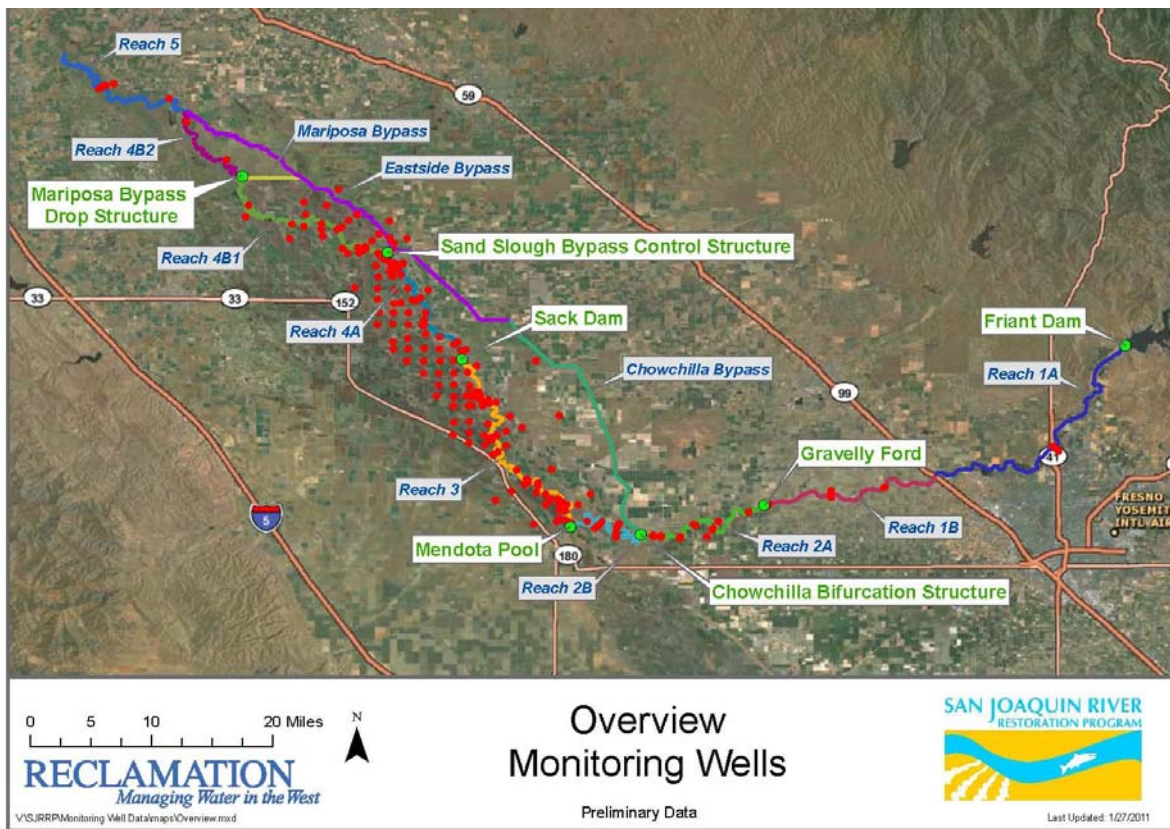 Reach 5
59
Mariposa Bypass
Reach 4B2
Eastside Bypass
Mariposa Bypass
Drop Structure
Sand Slough Bypass Control Structure
Reach 4B1
33
33
152
Reach 4A
Sack Dam
Friant Dam
Chowchilla Bypass
Reach 1A
99
Gravelly Ford
41
Reach 3
FRESNO
YOSEMIT
INTL AIR
5
Reach 1B
Mendota Pool
180
Reach 2A
Reach 2B
Chowchilla Bifurcation Structure
0 5 10 20 Miles
N
RECLAMATION
Managing Water in the West
V:\SJRRP\Monitoring Well Data\maps\Overview.mxd
Overview
Monitoring Wells
Preliminary Data
SAN JOAQUIN RIVER
RESTORATION PROGRAM
Last Updated: 1/27/2011